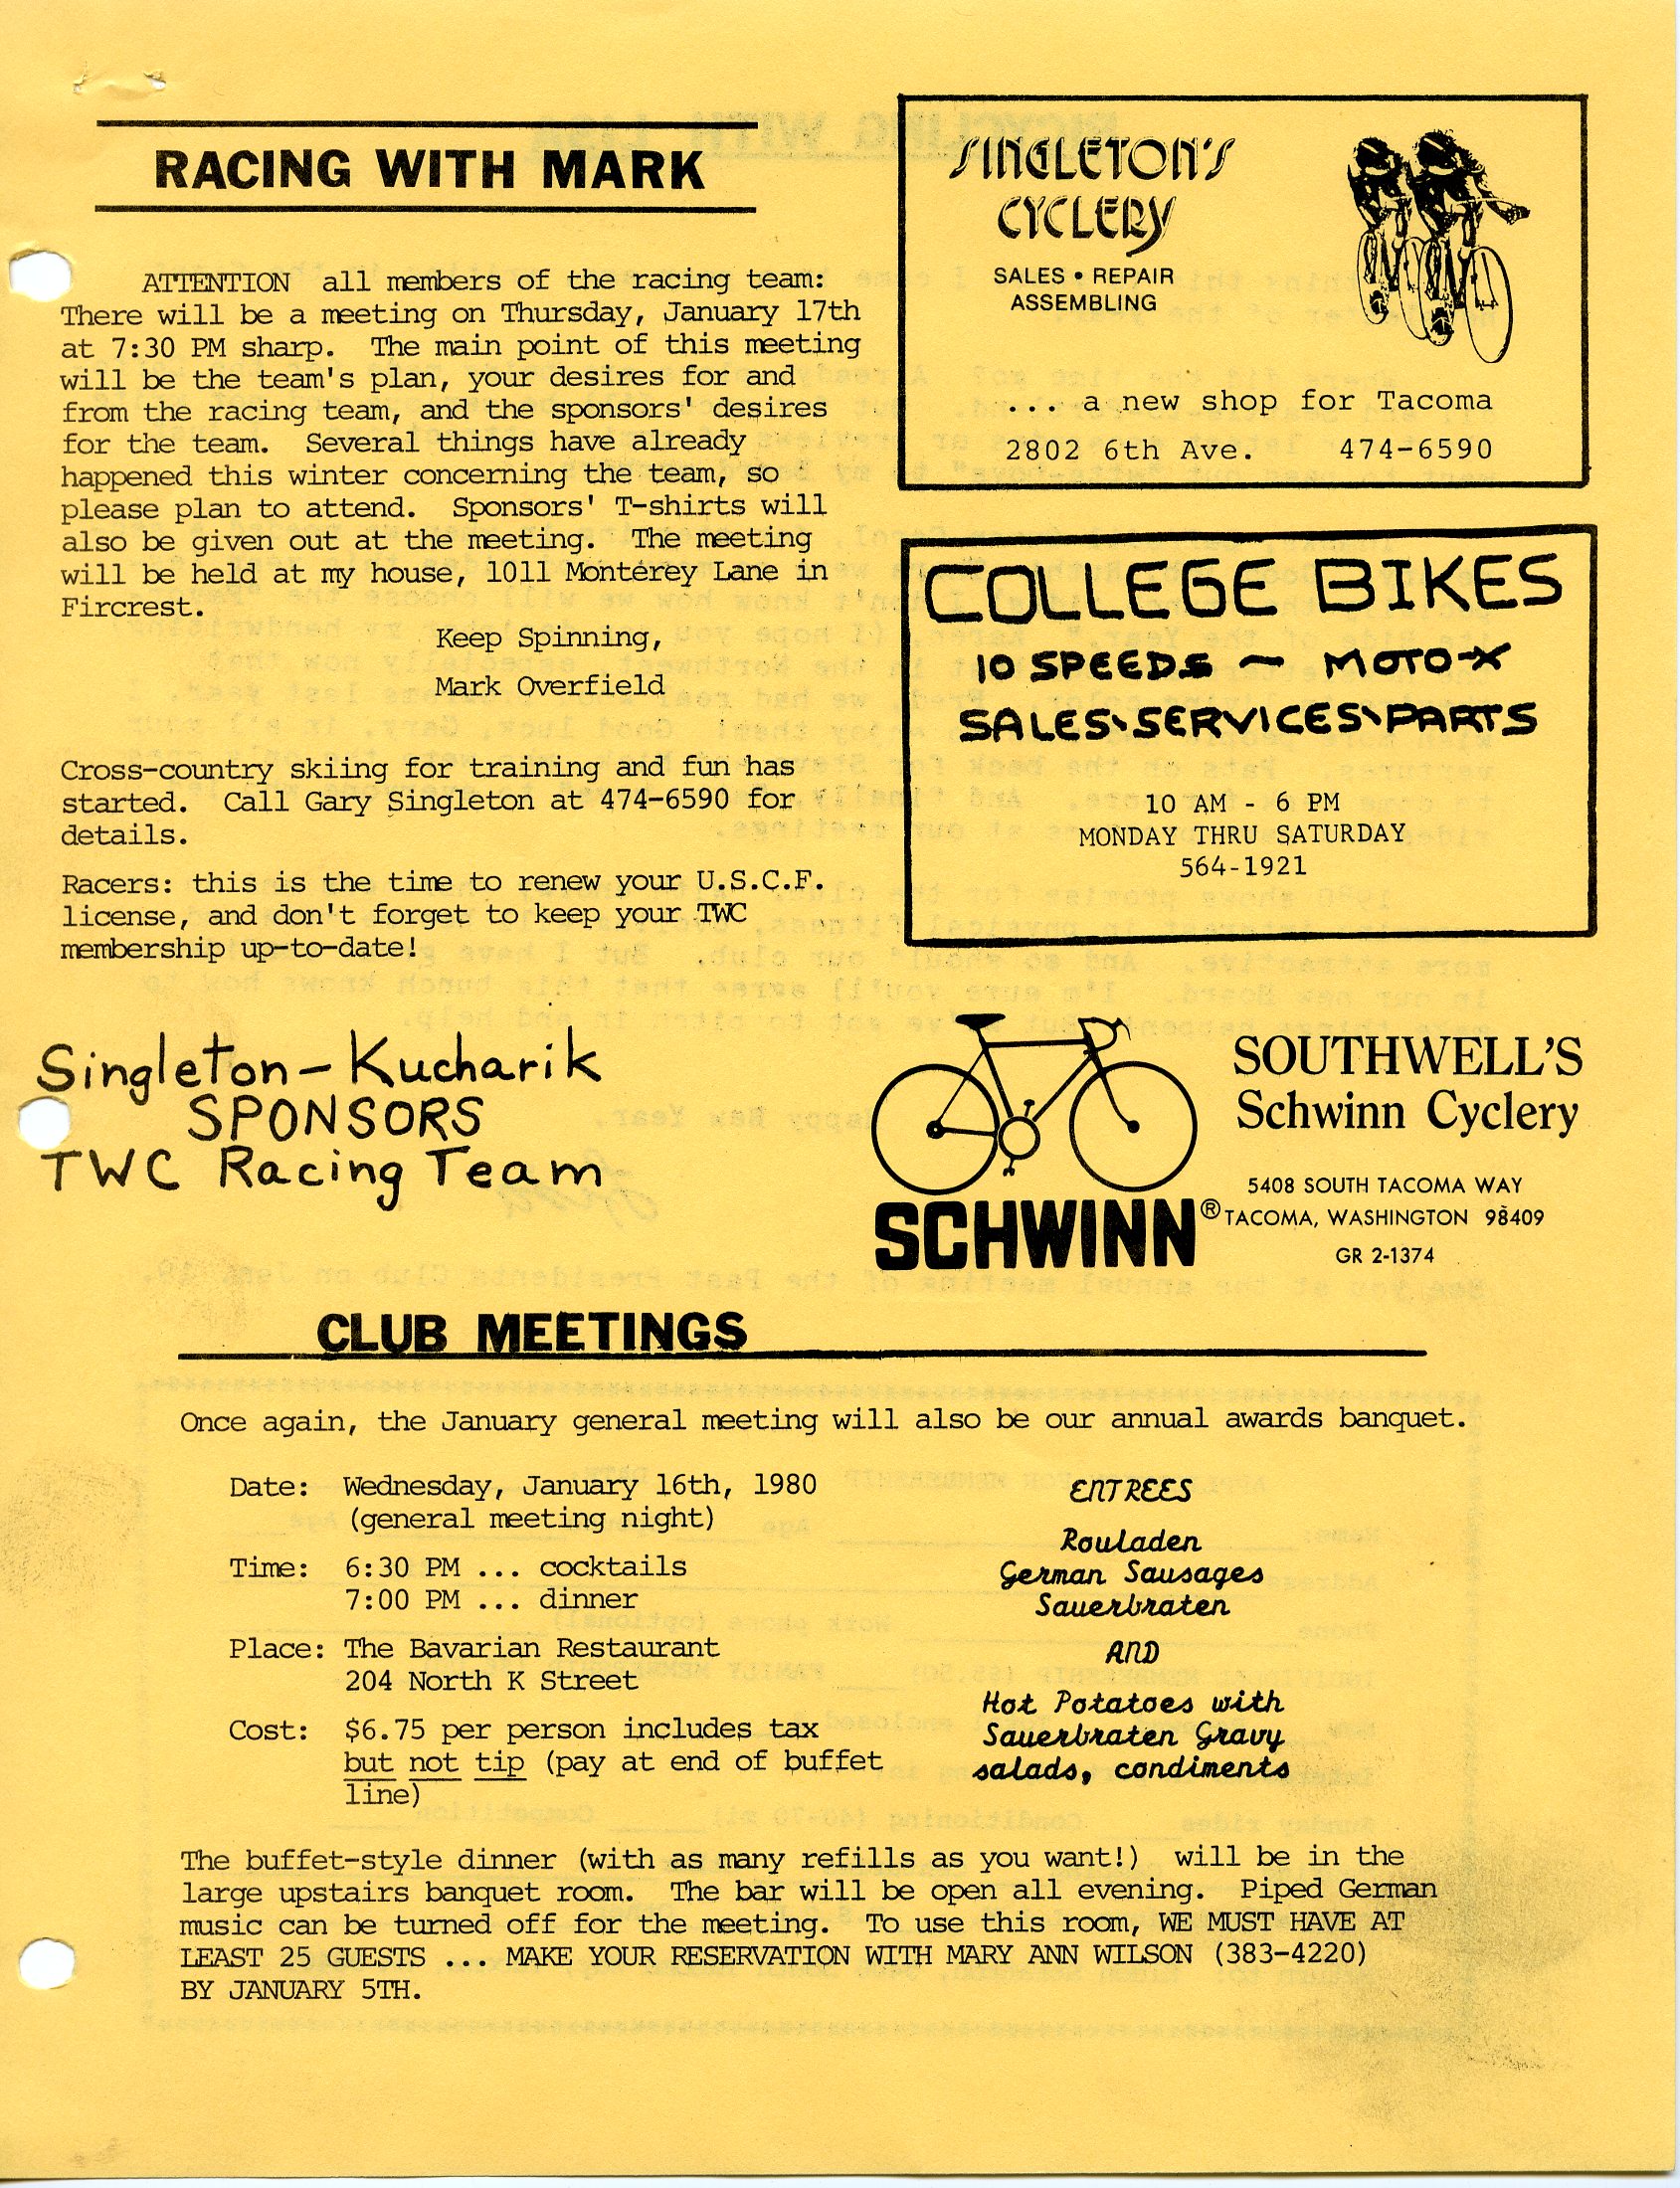 RACING WITH MARK
ATTENTION all members of the racing team:
There will be a meeting on Thursday, January 17th
at 7:30 PM sharp. The main point of this meeting
will be the team's plan, your desires for and
from the racing team, and the sponsors' desires
for the team. Several things have already
happened this winter concerning the team, so
please plan to attend. Sponsors' T-shirts will
also be given out at the meeting. The meeting
will be held at my house, 1011 Monterey Lane in
Fircrest.
Keep Spinning,
Mark Overfield
Cross-country skiing for training and fun has
started. Call Gary Singleton at 474-6590 for
details.
Racers: this is the time to renew your U.S.C.F.
license, and don't forget to keep your TWC
membership up-to-date!
Singleton-Kucharik
SPONSORS
TWC Racing Team
SINGLETON'S
CYCLERY
SALES • REPAIR
ASSEMBLING
... a new shop for Tacoma
2802 6th Ave. 474-6590
COLLEGE BIKES
10 SPEEDS ~ MOTO-X
SALES\SERVICES\PARTS
10 AM - 6 PM
MONDAY THRU SATURDAY
564-1921
SOUTHWELL'S
Schwinn Cyclery
5408 SOUTH TACOMA WAY
SCHWINN® TACOMA, WASHINGTON 98409
GR 2-1374
CLUB MEETINGS
Once again, the January general meeting will also be our annual awards banquet.
Date: Wednesday, January 16th, 1980
(general meeting night)
Time: 6:30 PM ... cocktails
7:00 PM ... dinner
Place: The Bavarian Restaurant
204 North K Street
Cost: $6.75 per person includes tax
but not tip (pay at end of buffet
line)
ENTREES
Rouladen
German Sausages
Sauerbraten
AND
Hot Potatoes with
Sauerbraten Gravy
salads, condiments
The buffet-style dinner (with as many refills as you want!) will be in the
large upstairs banquet room. The bar will be open all evening. Piped German
music can be turned off for the meeting. To use this room, WE MUST HAVE AT
LEAST 25 GUESTS ... MAKE YOUR RESERVATION WITH MARY ANN WILSON (383-4220)
BY JANUARY 5TH.